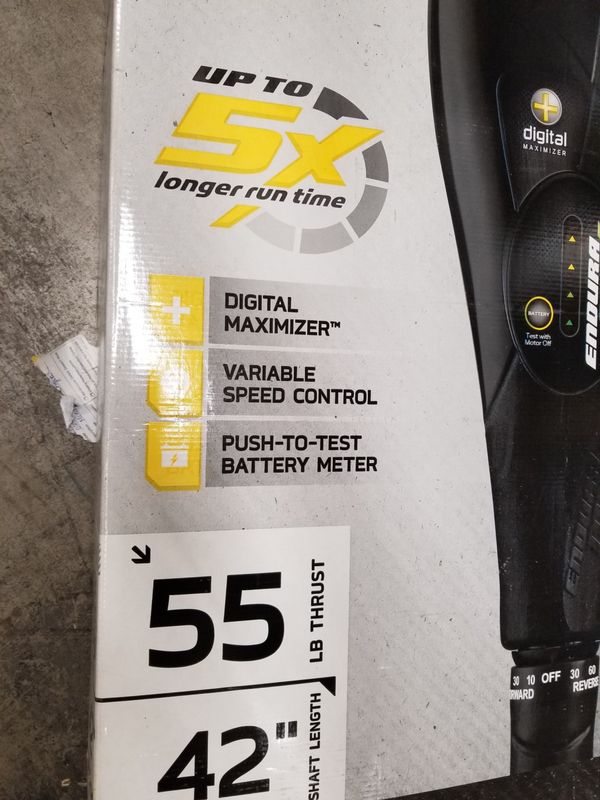 UP TO
5X
longer run time
DIGITAL
MAXIMIZER™
VARIABLE
SPEED CONTROL
PUSH-TO-TEST
BATTERY METER
55
LB THRUST
42"
SHAFT LENGTH
digital
MAXIMIZER
BATTERY
Test with
Motor Off
ENDURA
30 10 OFF 30 60
REVERSE